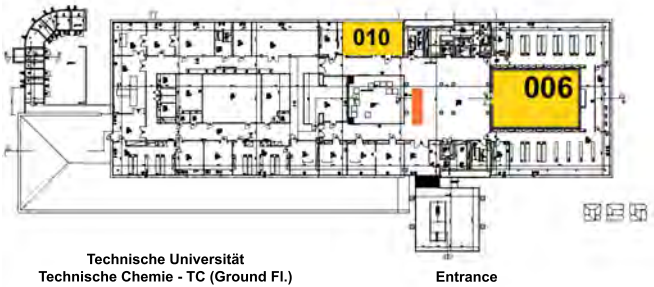 010
006
Technische Universität
Technische Chemie - TC (Ground Fl.)
Entrance